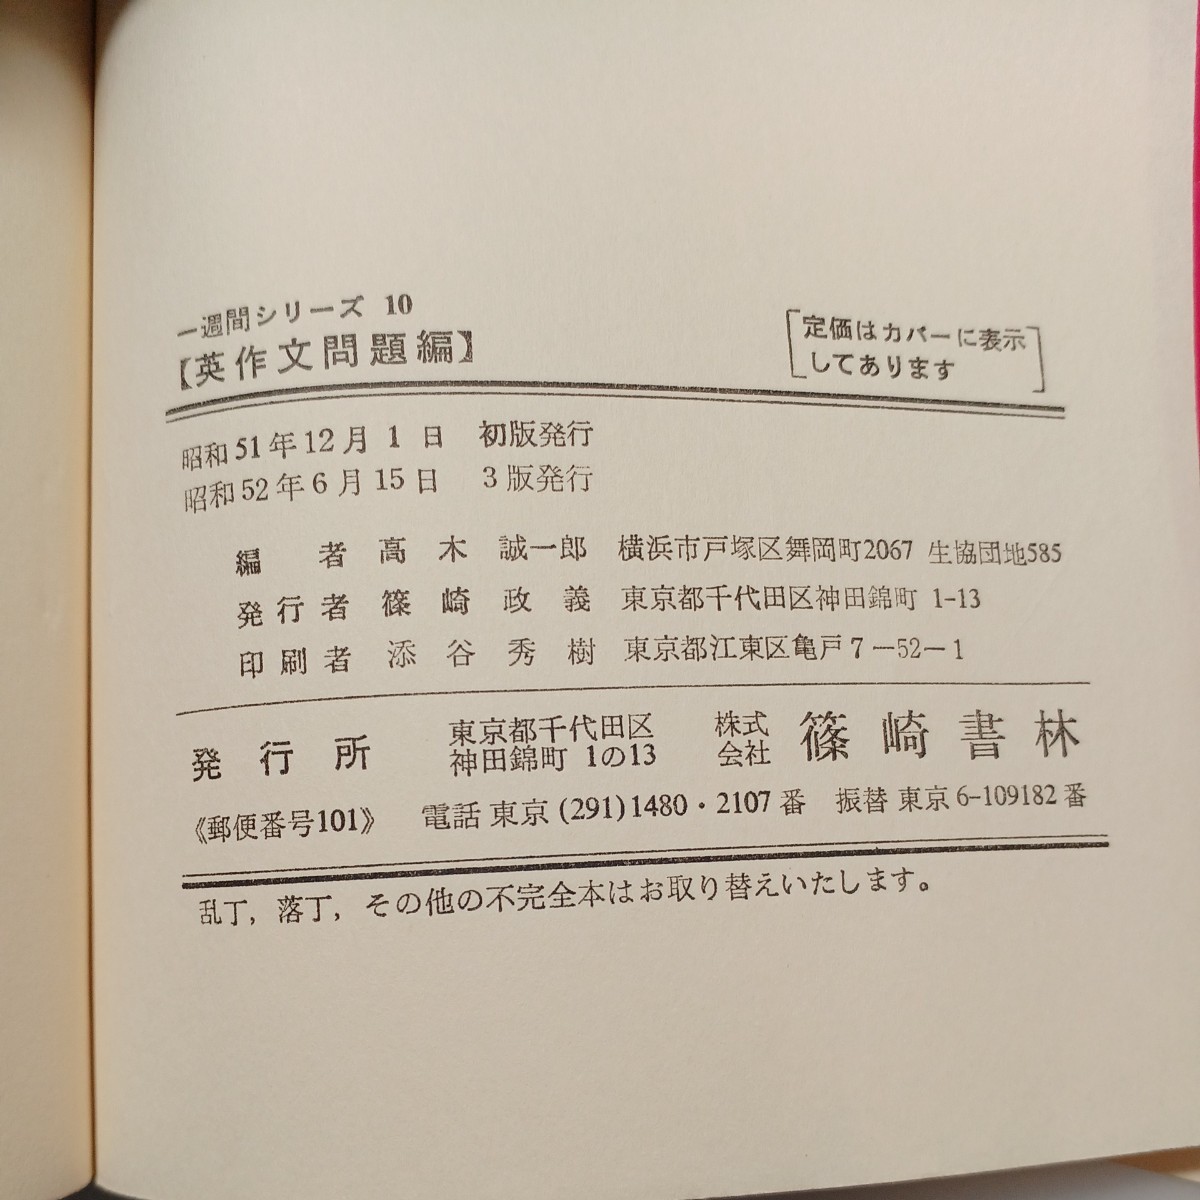 一週間シリーズ 10
【英作文問題編】
[定価はカバーに表示
してあります]
昭和51年12月1日 初版発行
昭和52年6月15日 3版発行
編者 高木誠一郎 横浜市戸塚区舞岡町2067 生協団地585
発行者 篠崎政義 東京都千代田区神田錦町 1-13
印刷者 添谷秀樹 東京都江東区亀戸7-52-1
発行所 東京都千代田区神田錦町 1の13 株式会社 篠崎書林
《郵便番号101》 電話 東京 (291) 1480・2107番 振替 東京6-109182番
乱丁, 落丁, その他の不完全本はお取り替えいたします。